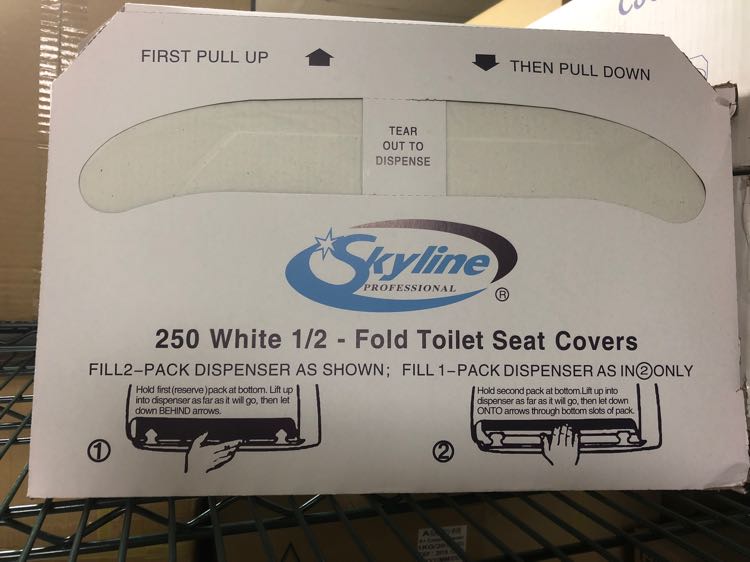 FIRST PULL UP
THEN PULL DOWN
TEAR
OUT TO
DISPENSE
Skyline
PROFESSIONAL
®
250 White 1/2 - Fold Toilet Seat Covers
FILL2-PACK DISPENSER AS SHOWN; FILL 1-PACK DISPENSER AS IN②ONLY
Hold first(reserve)pack at bottom. Lift up
into dispenser as far as it will go, then let
down BEHIND arrows.
①
Hold second pack at bottom.Lift up into
dispenser as far as it will go, then let down
ONTO arrows through bottom slots of pack.
②